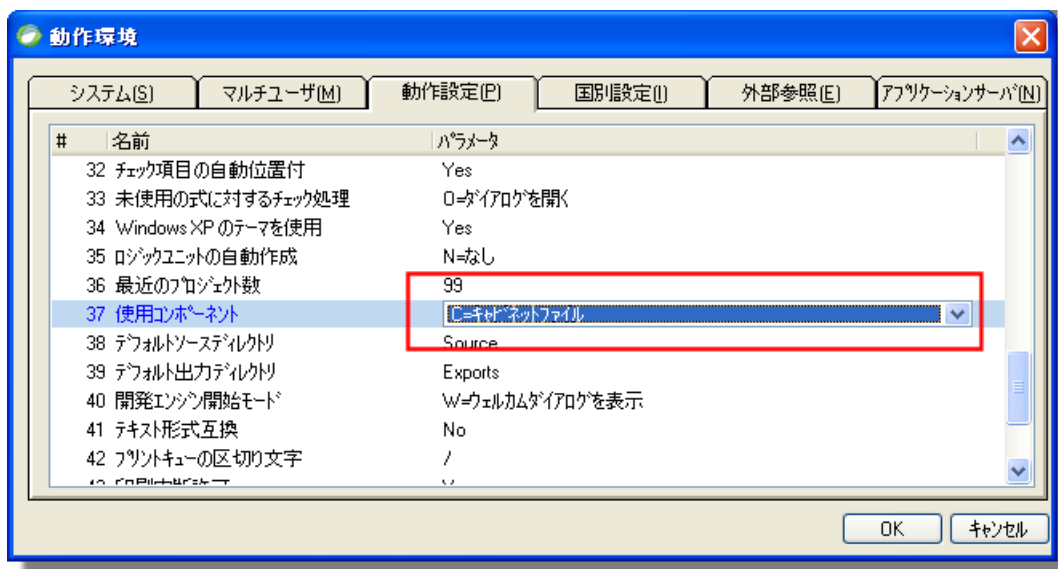 動作環境
システム(S) マルチユーザ(M) 動作設定(P) 国別設定(I) 外部参照(E) アプリケーションサーバ(N)
# 名前 パラメータ
32 チェック項目の自動位置付 Yes
33 未使用の式に対するチェック処理 O=ダイアログを開く
34 Windows XP のテーマを使用 Yes
35 ロジックユニットの自動作成 N=なし
36 最近のプロジェクト数 99
37 使用コンポーネント C=キャビネットファイル
38 デフォルトソースディレクトリ Source
39 デフォルト出力ディレクトリ Exports
40 開発エンジン開始モード W=ウェルカムダイアログを表示
41 テキスト形式互換 No
42 プリントキューの区切り文字 /
OK キャンセル